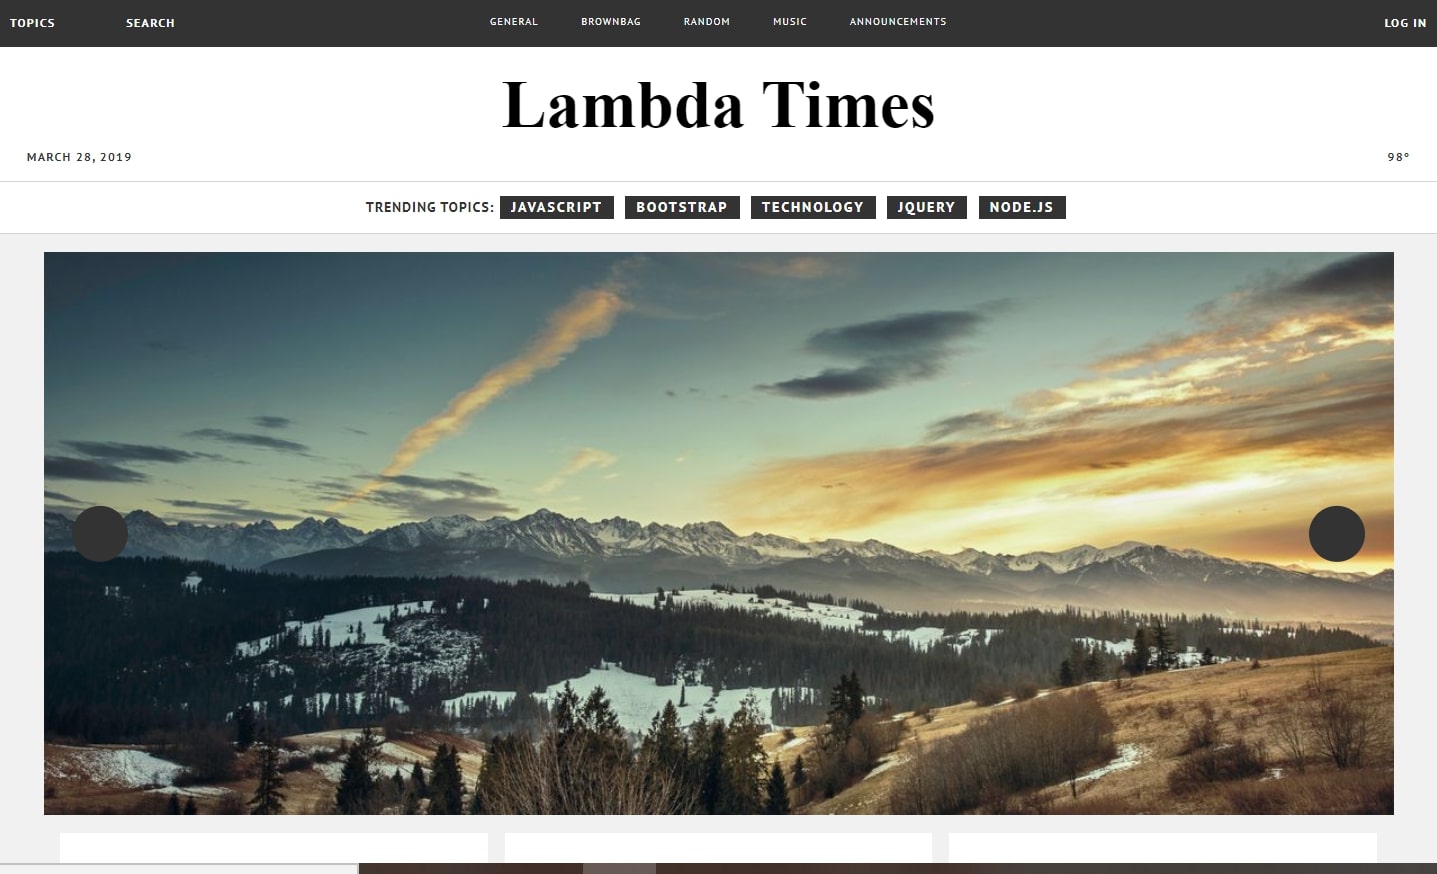 TOPICS SEARCH GENERAL BROWNBAG RANDOM MUSIC ANNOUNCEMENTS LOG IN
Lambda Times
MARCH 28, 2019 98°
TRENDING TOPICS: JAVASCRIPT BOOTSTRAP TECHNOLOGY JQUERY NODE.JS